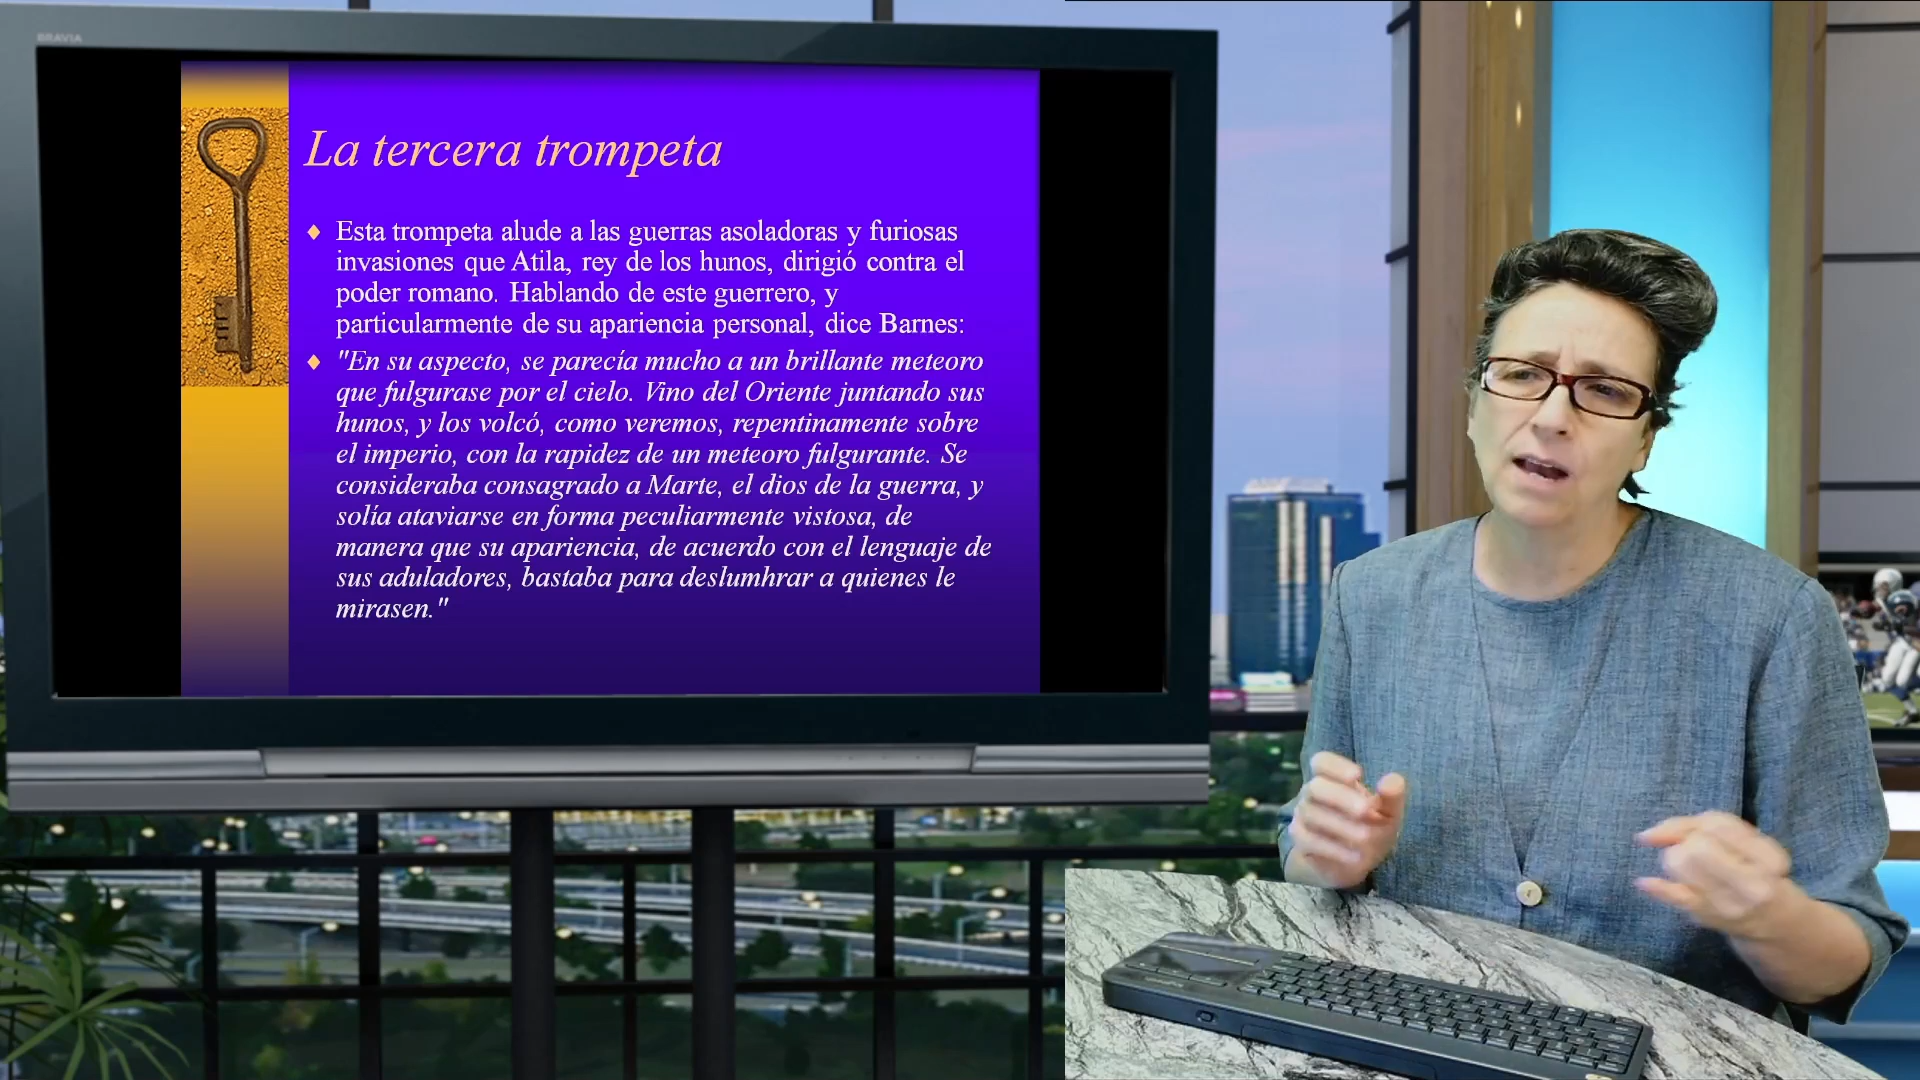 BRAVIA
La tercera trompeta
Esta trompeta alude a las guerras asoladoras y furiosas
invasiones que Atila, rey de los hunos, dirigió contra el
poder romano. Hablando de este guerrero, y
particularmente de su apariencia personal, dice Barnes:
"En su aspecto, se parecía mucho a un brillante meteoro
que fulgurase por el cielo. Vino del Oriente juntando sus
hunos, y los volcó, como veremos, repentinamente sobre
el imperio, con la rapidez de un meteoro fulgurante. Se
consideraba consagrado a Marte, el dios de la guerra, y
solía ataviarse en forma peculiarmente vistosa, de
manera que su apariencia, de acuerdo con el lenguaje de
sus aduladores, bastaba para deslumhrar a quienes le
mirasen."